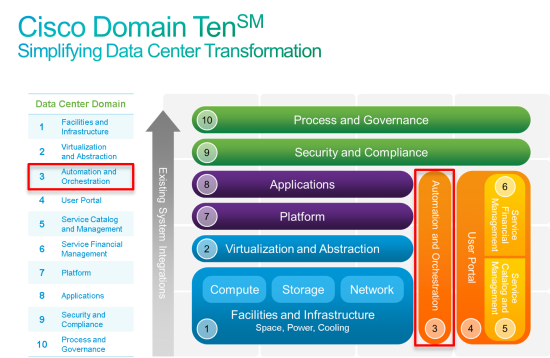 Cisco Domain Ten℠
Simplifying Data Center Transformation
Data Center Domain
1 Facilities and
Infrastructure
2 Virtualization
and Abstraction
3 Automation and
Orchestration
4 User Portal
5 Service Catalog
and Management
6 Service Financial
Management
7 Platform
8 Applications
9 Security and
Compliance
10 Process and
Governance
Existing System Integrations
10 Process and Governance
9 Security and Compliance
8 Applications
7 Platform
2 Virtualization and Abstraction
Compute Storage Network
Facilities and Infrastructure
Space, Power, Cooling
1
Automation and Orchestration
3
User Portal
4
6
Service
Financial
Management
Service
Catalog and
Management
5